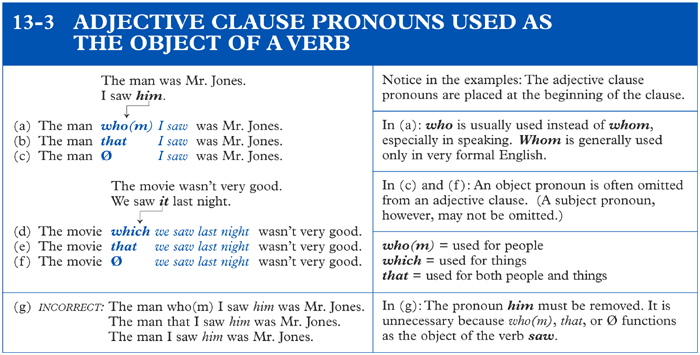 13-3 ADJECTIVE CLAUSE PRONOUNS USED AS
THE OBJECT OF A VERB
The man was Mr. Jones.
I saw him.
(a) The man who(m) I saw was Mr. Jones.
(b) The man that I saw was Mr. Jones.
(c) The man Ø I saw was Mr. Jones.
Notice in the examples: The adjective clause
pronouns are placed at the beginning of the clause.
In (a): who is usually used instead of whom,
especially in speaking. Whom is generally used
only in very formal English.
The movie wasn't very good.
We saw it last night.
(d) The movie which we saw last night wasn't very good.
(e) The movie that we saw last night wasn't very good.
(f) The movie Ø we saw last night wasn't very good.
In (c) and (f): An object pronoun is often omitted
from an adjective clause. (A subject pronoun,
however, may not be omitted.)
who(m) = used for people
which = used for things
that = used for both people and things
(g) INCORRECT: The man who(m) I saw him was Mr. Jones.
The man that I saw him was Mr. Jones.
The man I saw him was Mr. Jones.
In (g): The pronoun him must be removed. It is
unnecessary because who(m), that, or Ø functions
as the object of the verb saw.